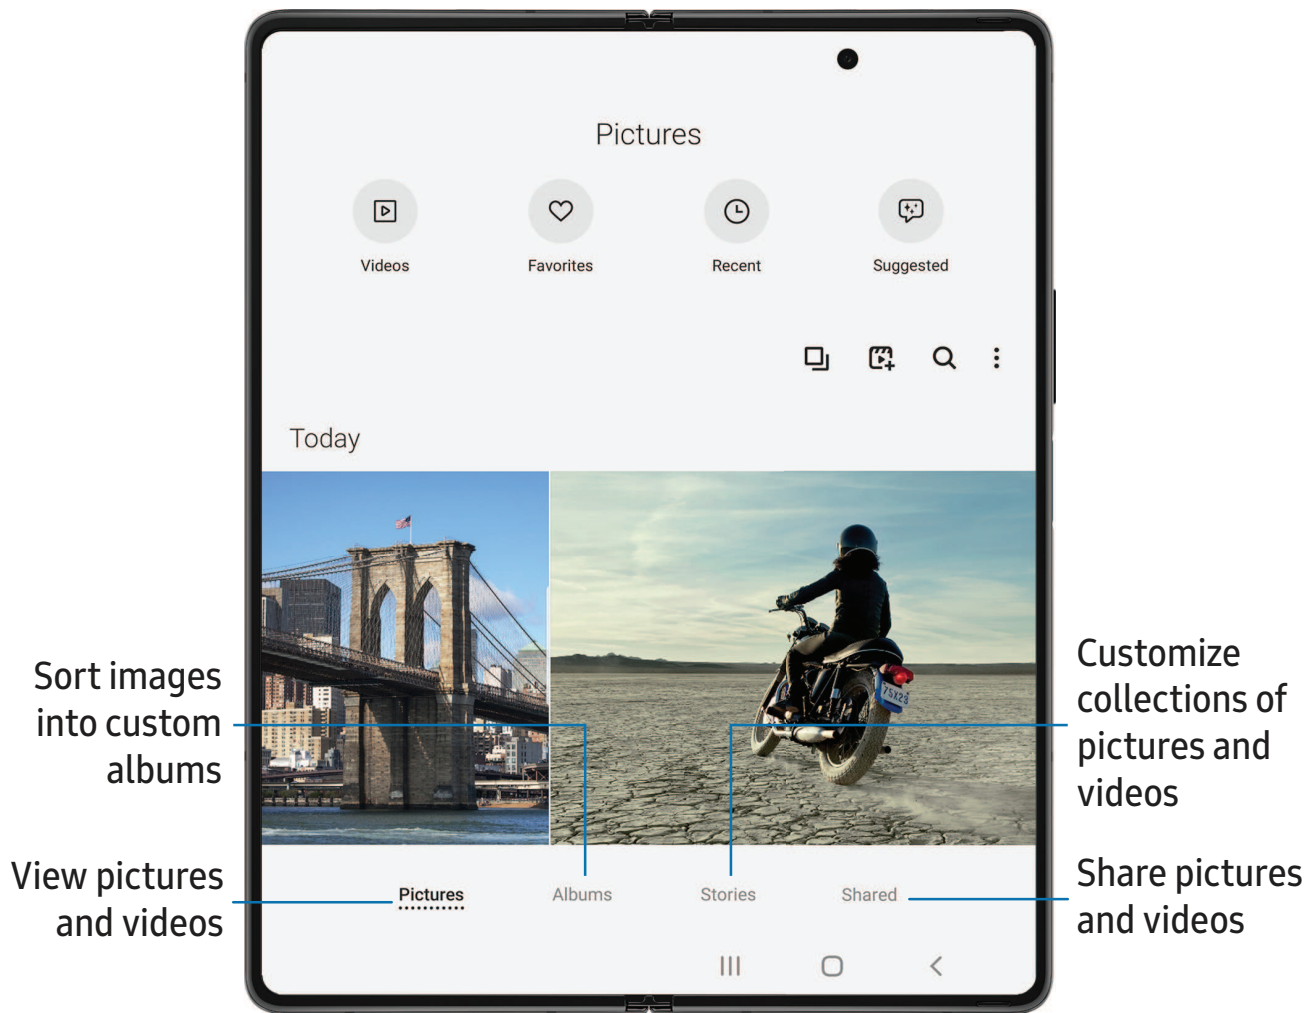 Pictures
Videos
Favorites
Recent
Suggested
Today
75X23
Sort images
into custom
albums
Customize
collections of
pictures and
videos
View pictures
and videos
Pictures
Albums
Stories
Shared
Share pictures
and videos